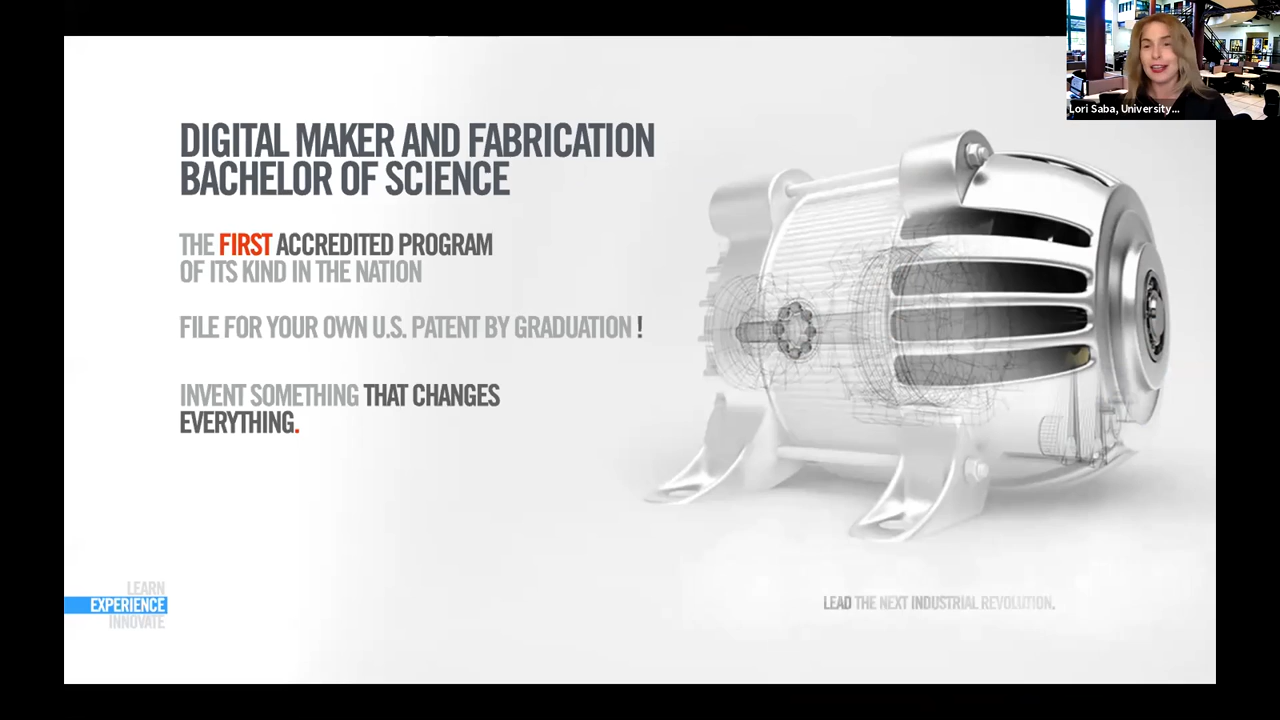 Lori Saba, University...
DIGITAL MAKER AND FABRICATION
BACHELOR OF SCIENCE
THE FIRST ACCREDITED PROGRAM
OF ITS KIND IN THE NATION
FILE FOR YOUR OWN U.S. PATENT BY GRADUATION !
INVENT SOMETHING THAT CHANGES
EVERYTHING.
LEARN
EXPERIENCE
INNOVATE
LEAD THE NEXT INDUSTRIAL REVOLUTION.